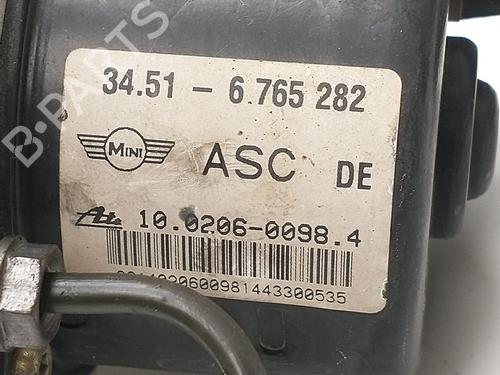 34.51 - 6 765 282
MINI
ASC DE
Ate 10.0206-0098.4
B-PARTS